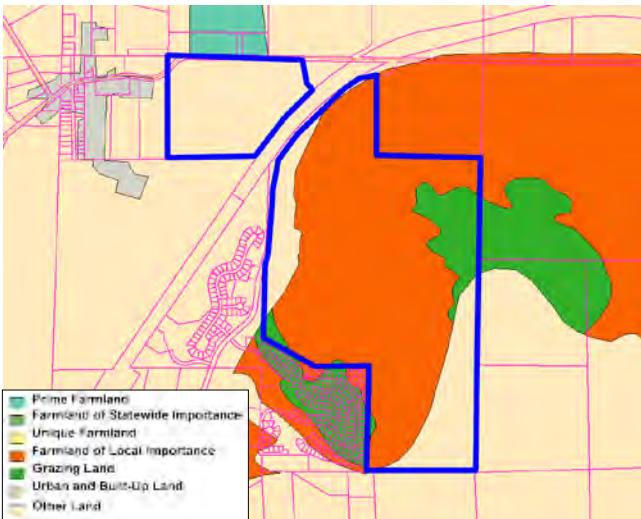 Prime Farmland
Farmland of Statewide Importance
Unique Farmland
Farmland of Local Importance
Grazing Land
Urban and Built-Up Land
Other Land